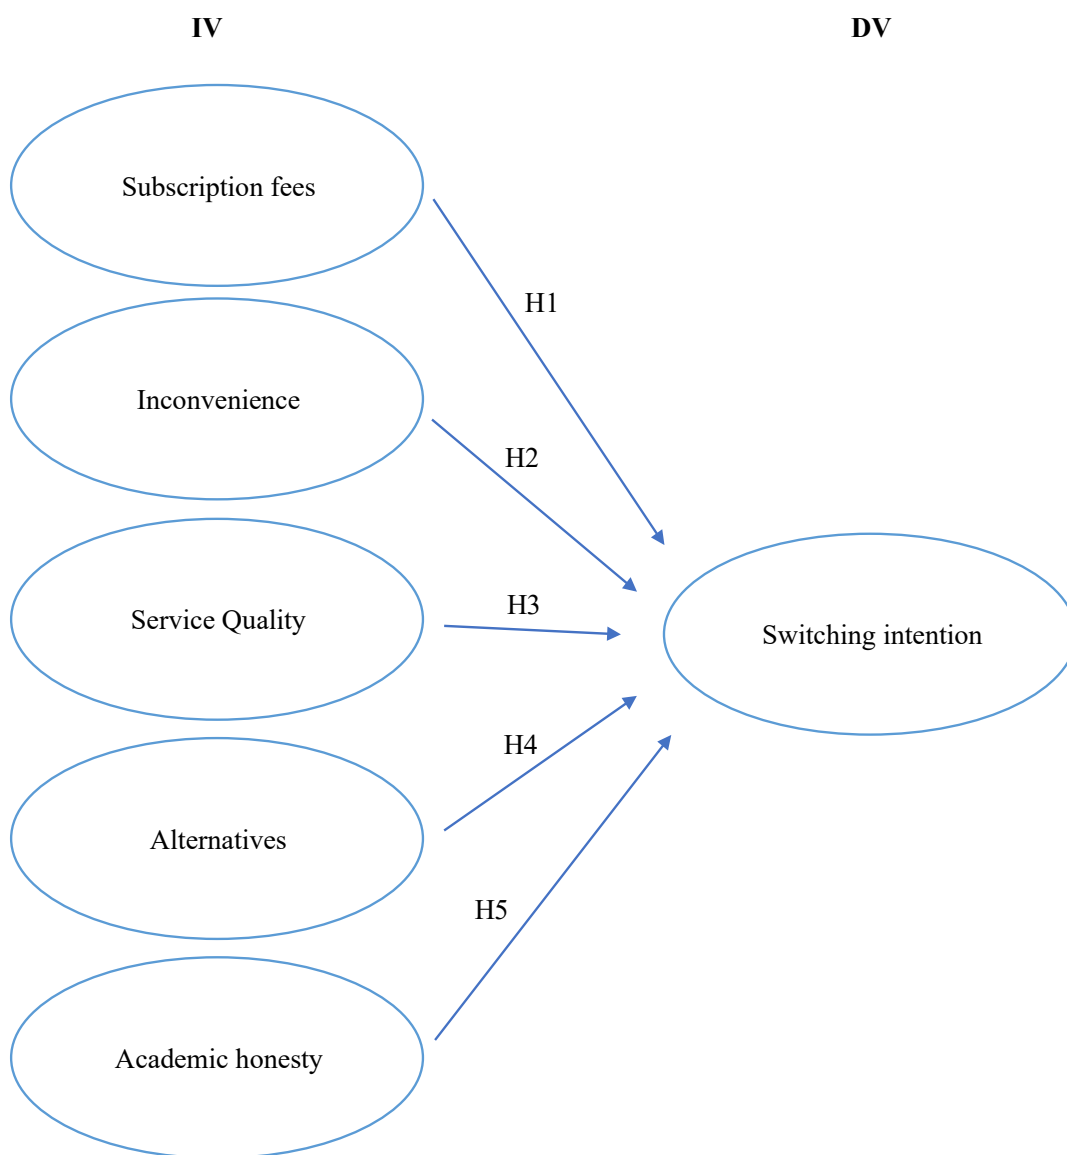 IV
DV
Subscription fees
H1
Inconvenience
H2
Service Quality
H3
Switching intention
H4
Alternatives
H5
Academic honesty